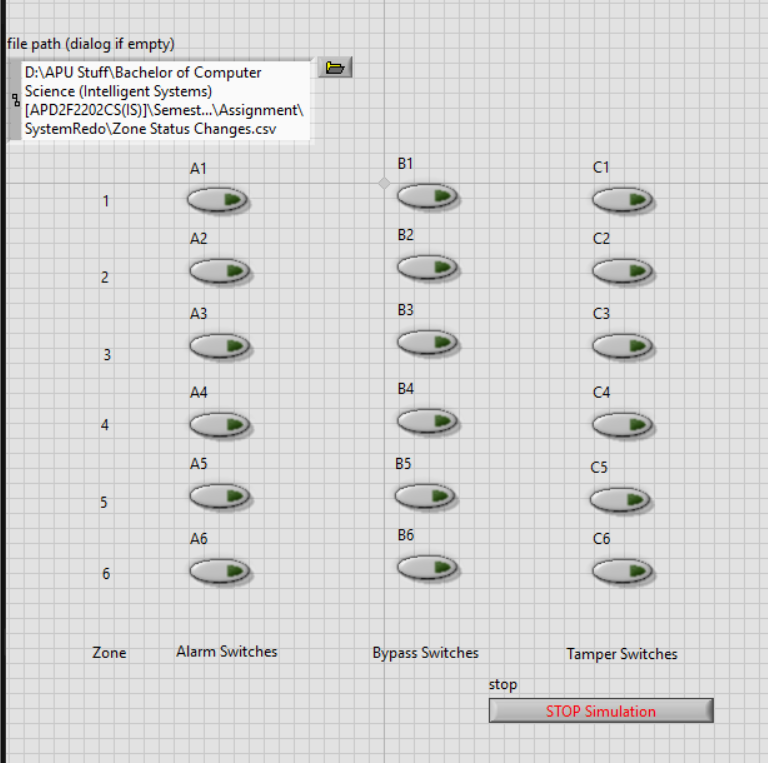 file path (dialog if empty)
D:\APU Stuff\Bachelor of Computer
Science (Intelligent Systems)
[APD2F2202CS(IS)]\Semest...\Assignment\
SystemRedo\Zone Status Changes.csv
A1 B1 C1
1
A2 B2 C2
2
A3 B3 C3
3
A4 B4 C4
4
A5 B5 C5
5
A6 B6 C6
6
Zone Alarm Switches Bypass Switches Tamper Switches
stop
STOP Simulation